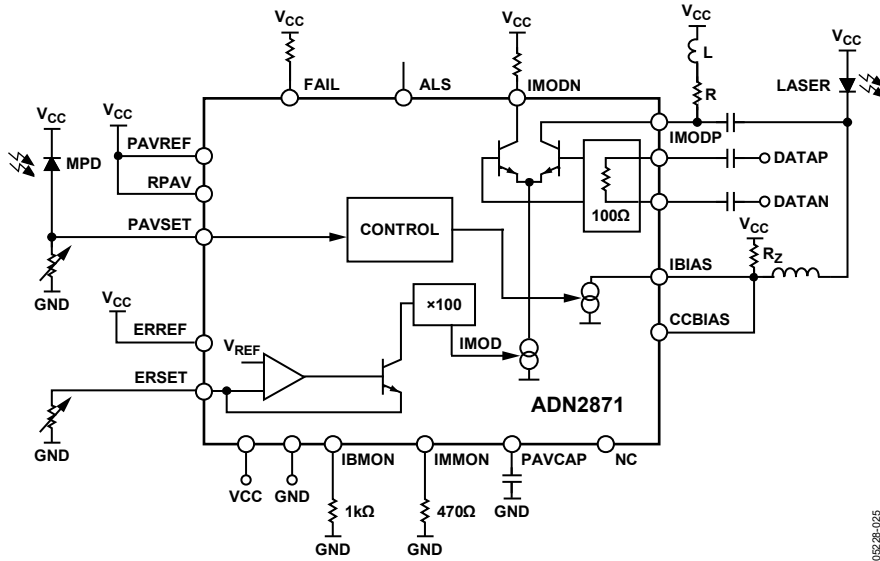 VCC
VCC
VCC
VCC
L
FAIL
ALS
IMODN
LASER
R
VCC
VCC
IMODP
PAVREF
MPD
DATAP
RPAV
DATAN
100Ω
PAVSET
CONTROL
VCC
RZ
IBIAS
GND
×100
VCC
CCBIAS
ERREF
IMOD
VREF
ERSET
ADN2871
GND
IBMON
IMMON
PAVCAP
NC
VCC
GND
1kΩ
470Ω
GND
GND
GND
05228-025